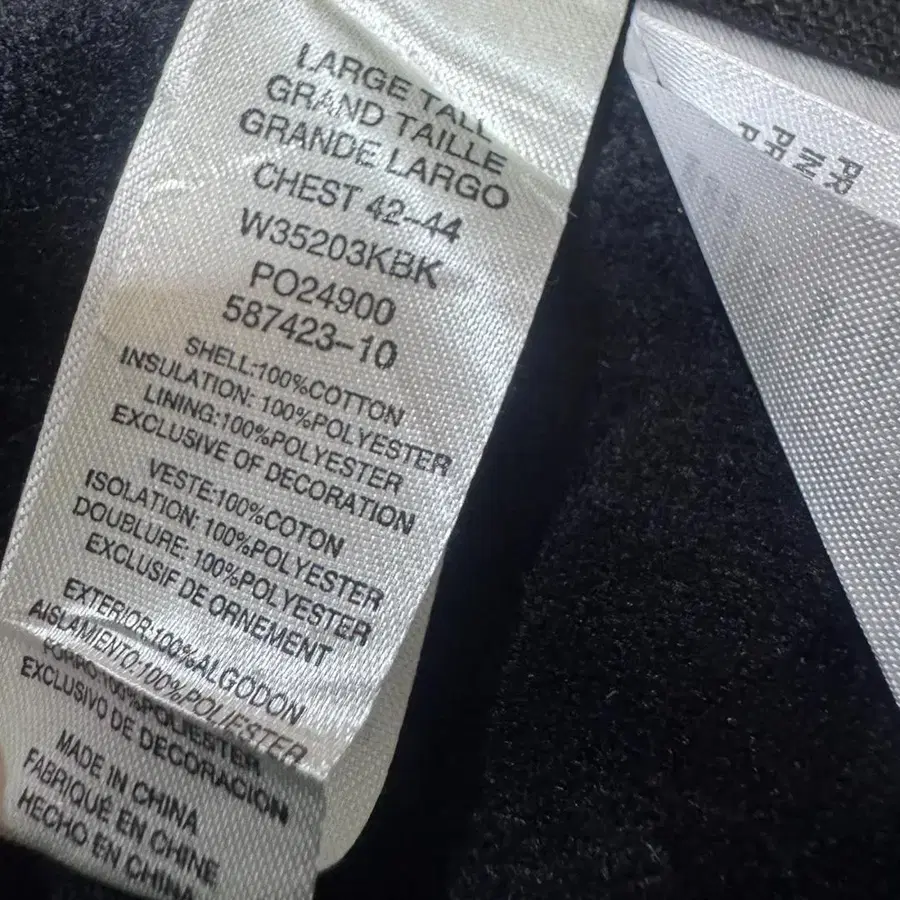 LARGE TALL
GRAND TAILLE
GRANDE LARGO
CHEST 42-44
W35203KBK
PO24900
587423-10
SHELL:100%COTTON
INSULATION: 100%POLYESTER
LINING:100%POLYESTER
EXCLUSIVE OF DECORATION
VESTE:100%COTON
ISOLATION: 100%POLYESTER
DOUBLURE: 100%POLYESTER
EXCLUSIF DE ORNEMENT
EXTERIOR:100%ALGODON
AISLAMIENTO:100%POLIESTER
FORRO:100%POLIESTER
EXCLUSIVO DE DECORACION
MADE IN CHINA
FABRIQUÉ EN CHINE
HECHO EN CHINA